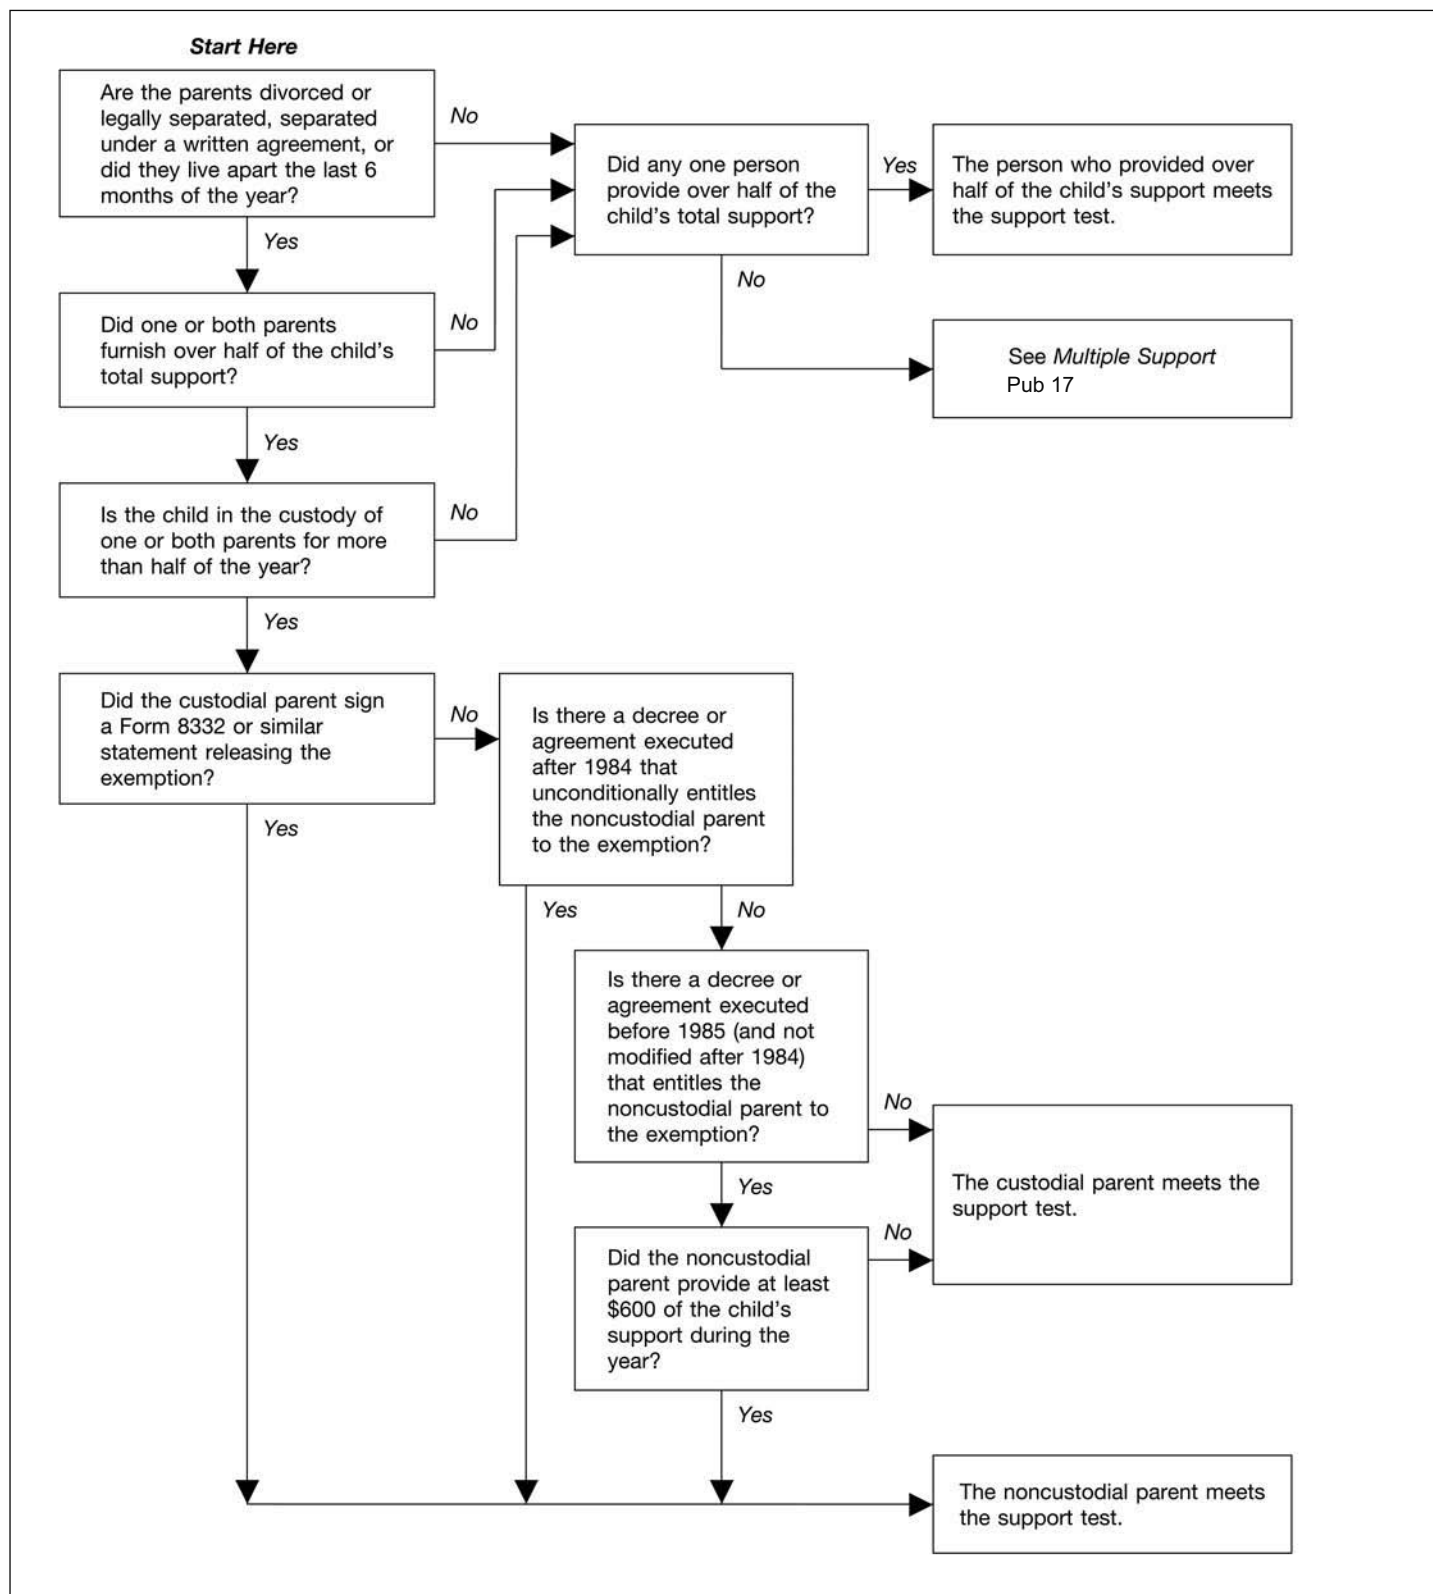 Start Here
Are the parents divorced or
legally separated, separated
under a written agreement, or
did they live apart the last 6
months of the year?
No
Did any one person
provide over half of the
child's total support?
Yes
The person who provided over
half of the child's support meets
the support test.
Yes
No
Did one or both parents
furnish over half of the child's
total support?
No
See Multiple Support
Pub 17
Yes
Is the child in the custody of
one or both parents for more
than half of the year?
No
Yes
Did the custodial parent sign
a Form 8332 or similar
statement releasing the
exemption?
No
Is there a decree or
agreement executed
after 1984 that
unconditionally entitles
the noncustodial parent
to the exemption?
Yes
Yes
No
Is there a decree or
agreement executed
before 1985 (and not
modified after 1984)
that entitles the
noncustodial parent to
the exemption?
No
The custodial parent meets the
support test.
Yes
No
Did the noncustodial
parent provide at least
$600 of the child's
support during the
year?
Yes
The noncustodial parent meets
the support test.